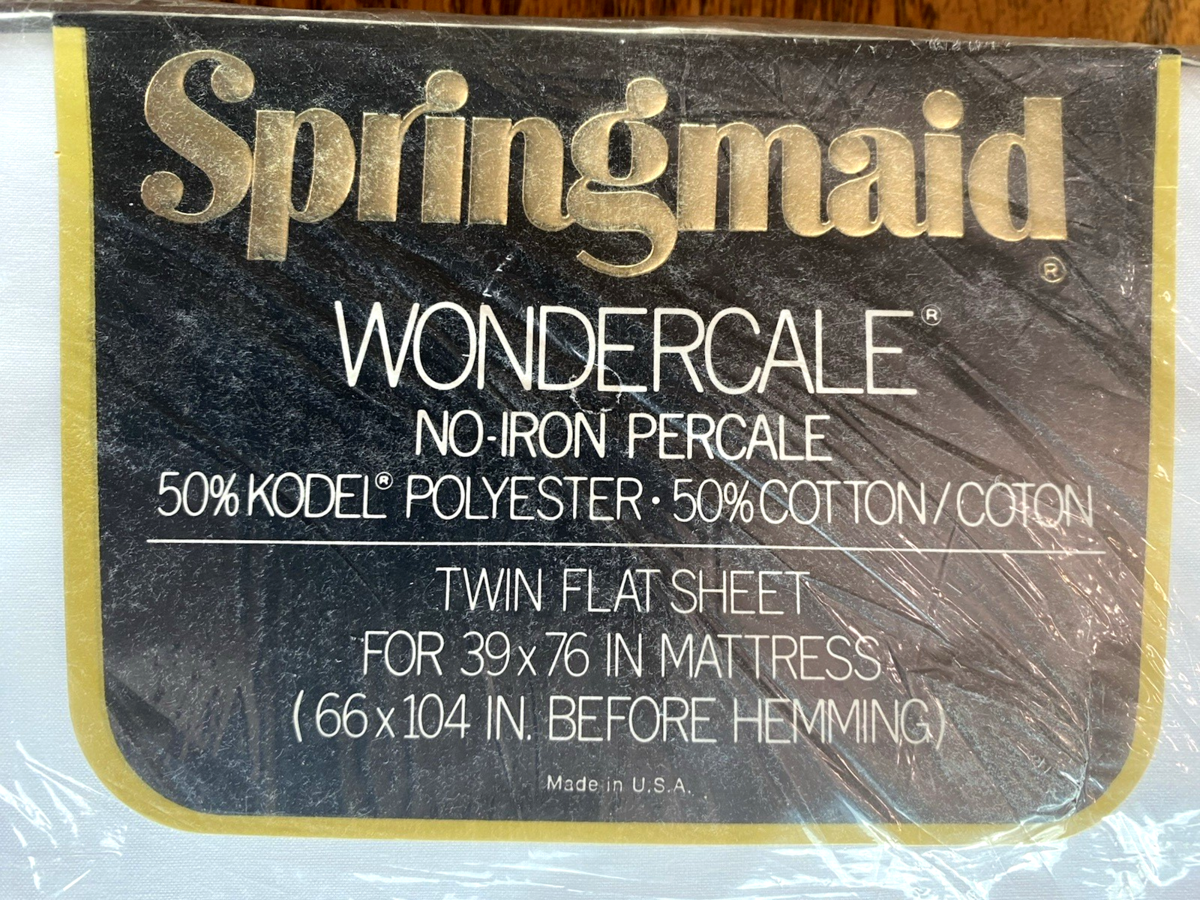 Springmaid®
WONDERCALE®
NO-IRON PERCALE
50% KODEL® POLYESTER · 50% COTTON / COTON
TWIN FLAT SHEET
FOR 39 x 76 IN MATTRESS
(66 x 104 IN. BEFORE HEMMING)
Made in U.S.A.